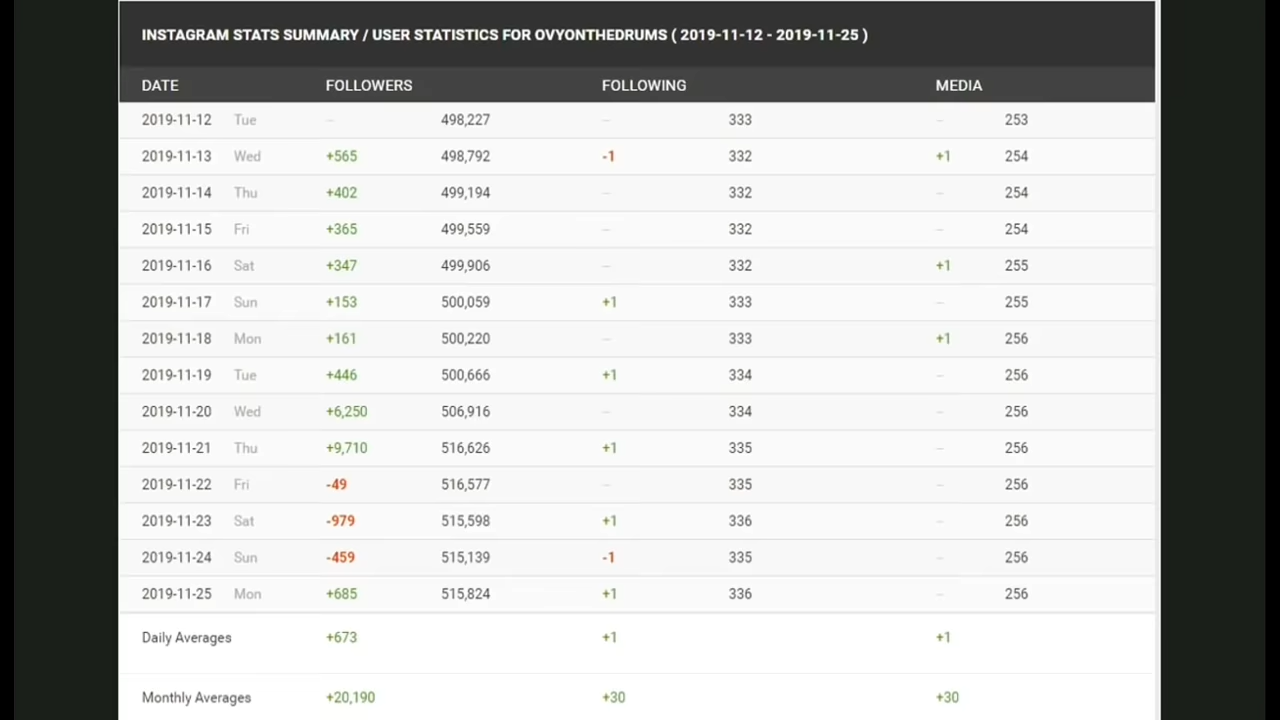 INSTAGRAM STATS SUMMARY / USER STATISTICS FOR OVYONTHEDRUMS ( 2019-11-12 - 2019-11-25 )
DATE FOLLOWERS FOLLOWING MEDIA
2019-11-12 Tue -- 498,227 -- 333 -- 253
2019-11-13 Wed +565 498,792 -1 332 +1 254
2019-11-14 Thu +402 499,194 -- 332 -- 254
2019-11-15 Fri +365 499,559 -- 332 -- 254
2019-11-16 Sat +347 499,906 -- 332 +1 255
2019-11-17 Sun +153 500,059 +1 333 -- 255
2019-11-18 Mon +161 500,220 -- 333 +1 256
2019-11-19 Tue +446 500,666 +1 334 -- 256
2019-11-20 Wed +6,250 506,916 -- 334 -- 256
2019-11-21 Thu +9,710 516,626 +1 335 -- 256
2019-11-22 Fri -49 516,577 -- 335 -- 256
2019-11-23 Sat -979 515,598 +1 336 -- 256
2019-11-24 Sun -459 515,139 -1 335 -- 256
2019-11-25 Mon +685 515,824 +1 336 -- 256
Daily Averages +673 +1 +1
Monthly Averages +20,190 +30 +30